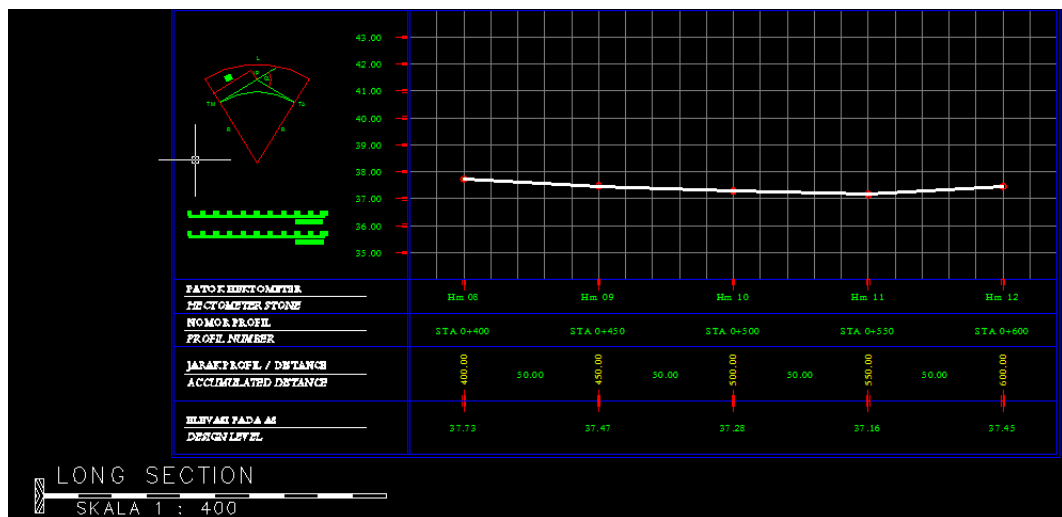 43.00
42.00
41.00
40.00
39.00
38.00
37.00
36.00
35.00
L
TM
TA
R
R
PATOK HEKTOMETER
HECTOMETER STONE
Hm 08 Hm 09 Hm 10 Hm 11 Hm 12
NOMOR PROFIL
PROFIL NUMBER
STA 0+400 STA 0+450 STA 0+500 STA 0+550 STA 0+600
JARAK PROFIL / DISTANCE
ACCUMULATED DISTANCE
400.00 50.00 450.00 50.00 500.00 50.00 550.00 50.00 600.00
ELEVASI PADA AS
DESIGN LEVEL
37.73 37.47 37.28 37.16 37.45
LONG SECTION
SKALA 1 : 400